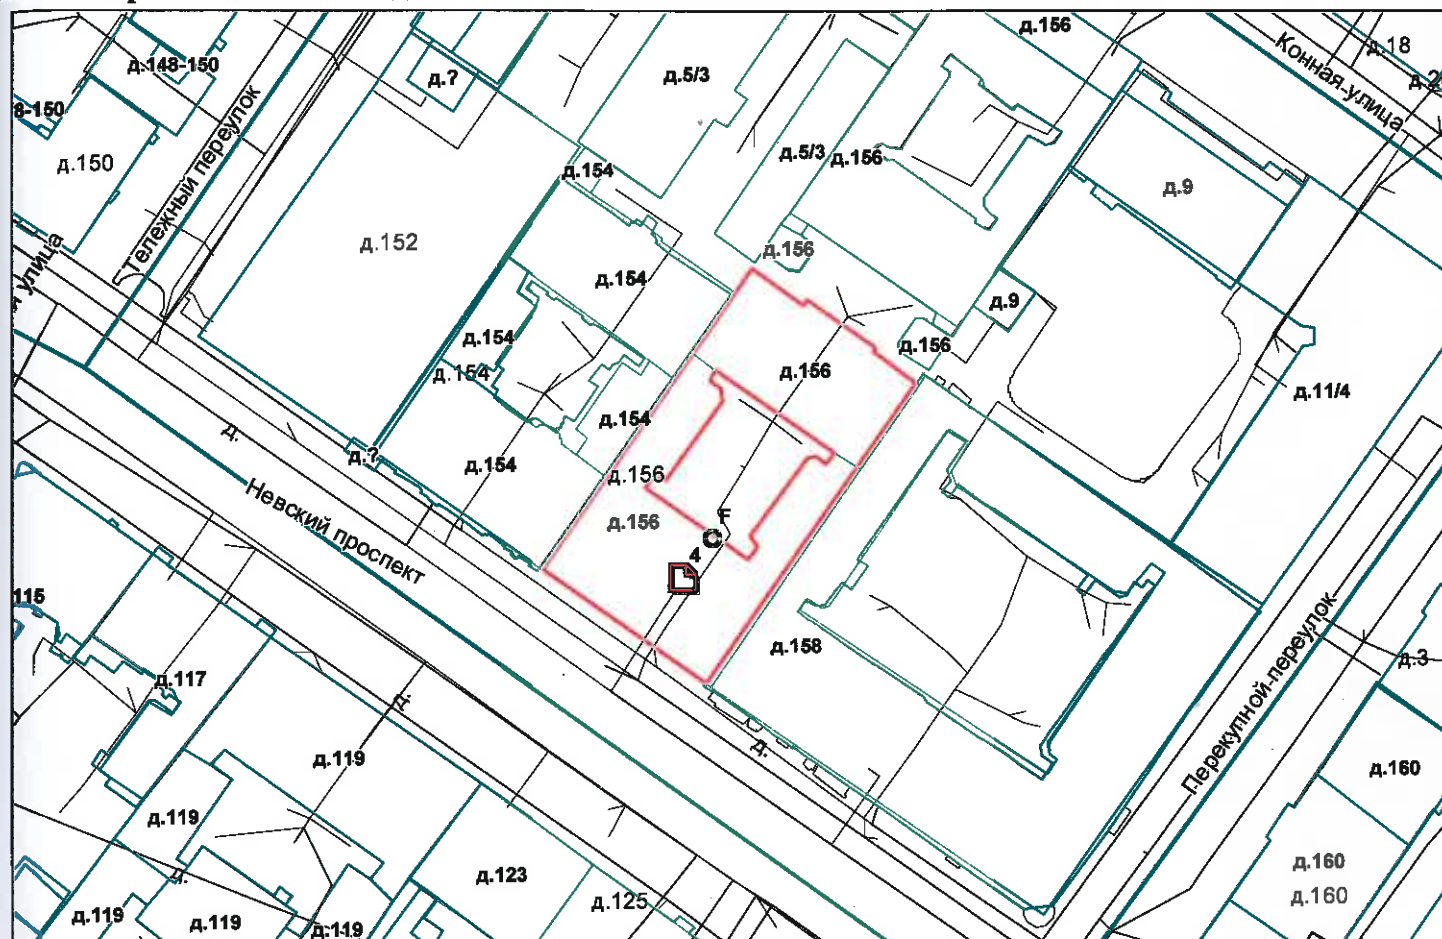 д.148-150
д.?
д.5/3
д.156
Конная-улица
д.18
д.2
8-150
д.150
Тележный переулок
д.154
д.5/3
д.156
д.9
д.152
д.156
улица
д.154
д.9
д.154
д.154
д.156
д.156
д.11/4
д.
д.154
д.?
д.154
д.156
д.156
F
4
Невский проспект
115
д.117
д.158
Перекупной-переулок
д.3
д.
д.
д.119
д.160
д.119
д.123
д.
д.125
д.160
д.160
д.119
д.119
д.119